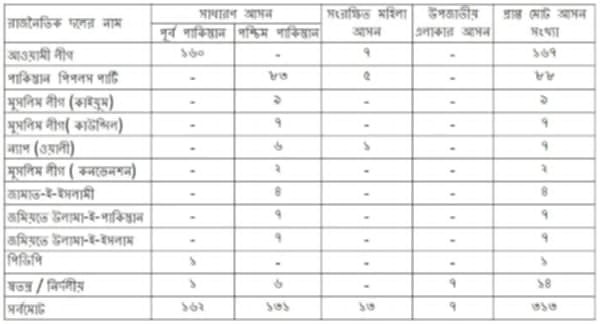 রাজনৈতিক দলের নাম | সাধারণ আসন | সংরক্ষিত মহিলা আসন | উপজাতীয় এলাকার আসন | প্রাপ্ত মোট আসন সংখ্যা
পূর্ব পাকিস্তান | পশ্চিম পাকিস্তান
আওয়ামী লীগ | ১৬০ | - | ৭ | - | ১৬৭
পাকিস্তান পিপলস পার্টি | | ৮৩ | ৫ | - | ৮৮
মুসলিম লীগ (কাইয়ুম) | - | ৯ | - | - | ৯
মুসলিম লীগ( কাউন্সিল) | - | ৭ | - | - | ৭
ন্যাপ (ওয়ালী) | - | ৬ | ১ | - | ৭
মুসলিম লীগ ( কনভেনশন) | - | ২ | - | - | ২
জামাত-ই-ইসলামী | - | ৪ | - | - | ৪
জমিয়তে উলামা-ই-পাকিস্তান | - | ৭ | - | - | ৭
জমিয়তে উলামা-ই-ইসলাম | - | ৭ | - | - | ৭
পিডিপি | ১ | - | - | - | ১
স্বতন্ত্র / নির্দলীয় | ১ | ৬ | - | ৭ | ১৪
সর্বমোট | ১৬২ | ১৩১ | ১৩ | ৭ | ৩১৩